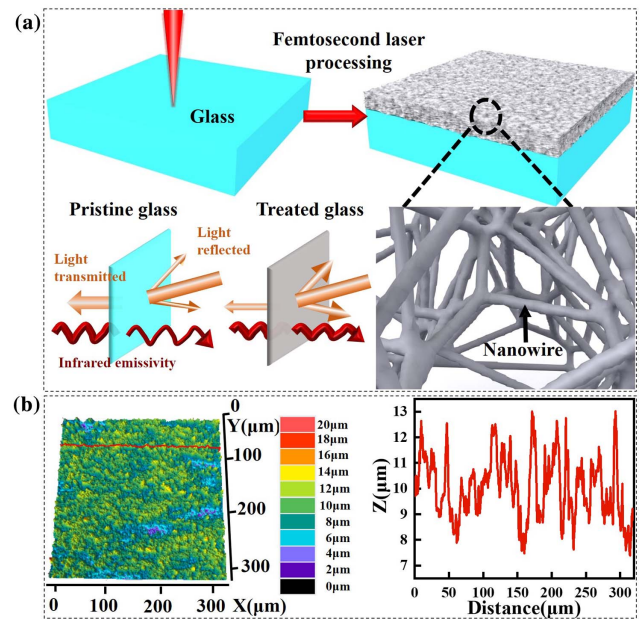 (a)
Femtosecond laser
processing
Glass
Pristine glass
Treated glass
Light
reflected
Light
transmitted
Infrared emissivity
Nanowire
(b)
0
Y(μm)
100
200
300
0 100 200 300
X(μm)
20μm
18μm
16μm
14μm
12μm
10μm
8μm
6μm
4μm
2μm
0μm
Z(μm)
13
12
11
10
9
8
7
0 50 100 150 200 250 300
Distance(μm)